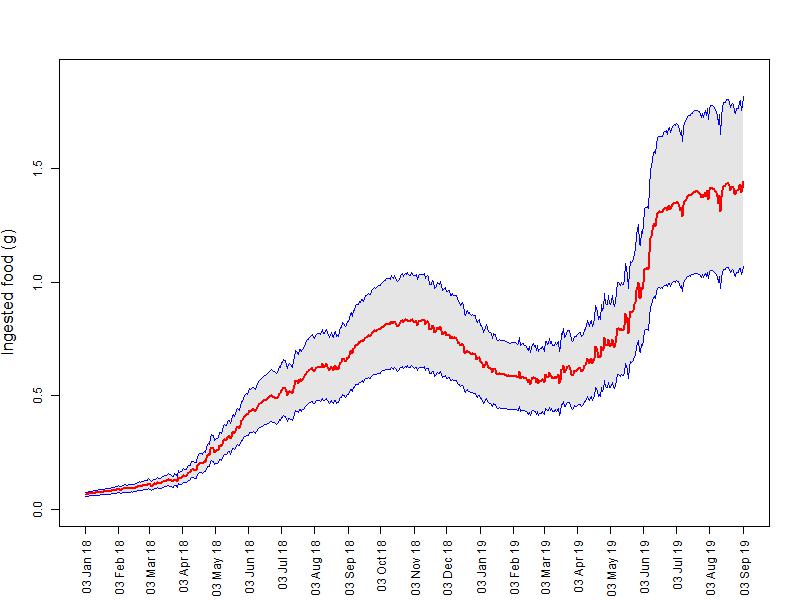 Ingested food (g)
1.5
1.0
0.5
0.0
03 Jan 18
03 Feb 18
03 Mar 18
03 Apr 18
03 May 18
03 Jun 18
03 Jul 18
03 Aug 18
03 Sep 18
03 Oct 18
03 Nov 18
03 Dec 18
03 Jan 19
03 Feb 19
03 Mar 19
03 Apr 19
03 May 19
03 Jun 19
03 Jul 19
03 Aug 19
03 Sep 19